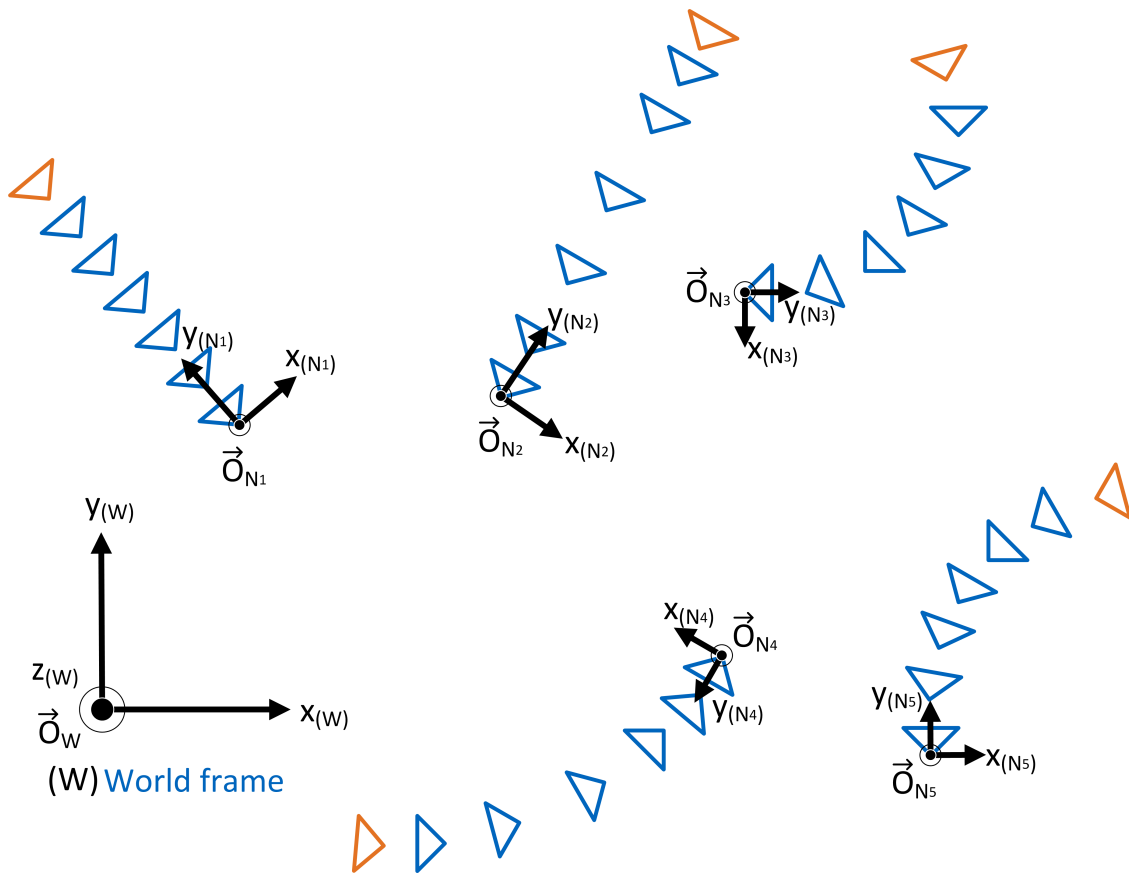 y(N1)
x(N1)
O⃗N1
y(N2)
x(N2)
O⃗N2
O⃗N3
y(N3)
x(N3)
y(W)
z(W)
O⃗W
x(W)
(W) World frame
x(N4)
O⃗N4
y(N4)
y(N5)
x(N5)
O⃗N5